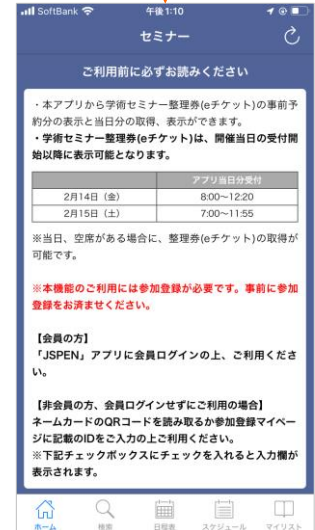 SoftBank 午後1:10
セミナー
ご利用前に必ずお読みください
・本アプリから学術セミナー整理券(eチケット)の事前予
約分の表示と当日分の取得、表示ができます。
・学術セミナー整理券(eチケット)は、開催当日の受付開
始以降に表示可能となります。
アプリ当日分受付
2月14日（金） 8:00～12:20
2月15日（土） 7:00～11:55
※当日、空席がある場合に、整理券(eチケット)の取得が
可能です。
※本機能のご利用には参加登録が必要です。事前に参加
登録をお済ませください。
【会員の方】
「JSPEN」アプリに会員ログインの上、ご利用くださ
い。
【非会員の方、会員ログインせずにご利用の場合】
ネームカードのQRコードを読み取るか参加登録マイペー
ジに記載のIDをご入力の上ご利用ください。
※下記チェックボックスにチェックを入れると入力欄が
表示されます。
ホーム 検索 日程表 スケジュール マイリスト